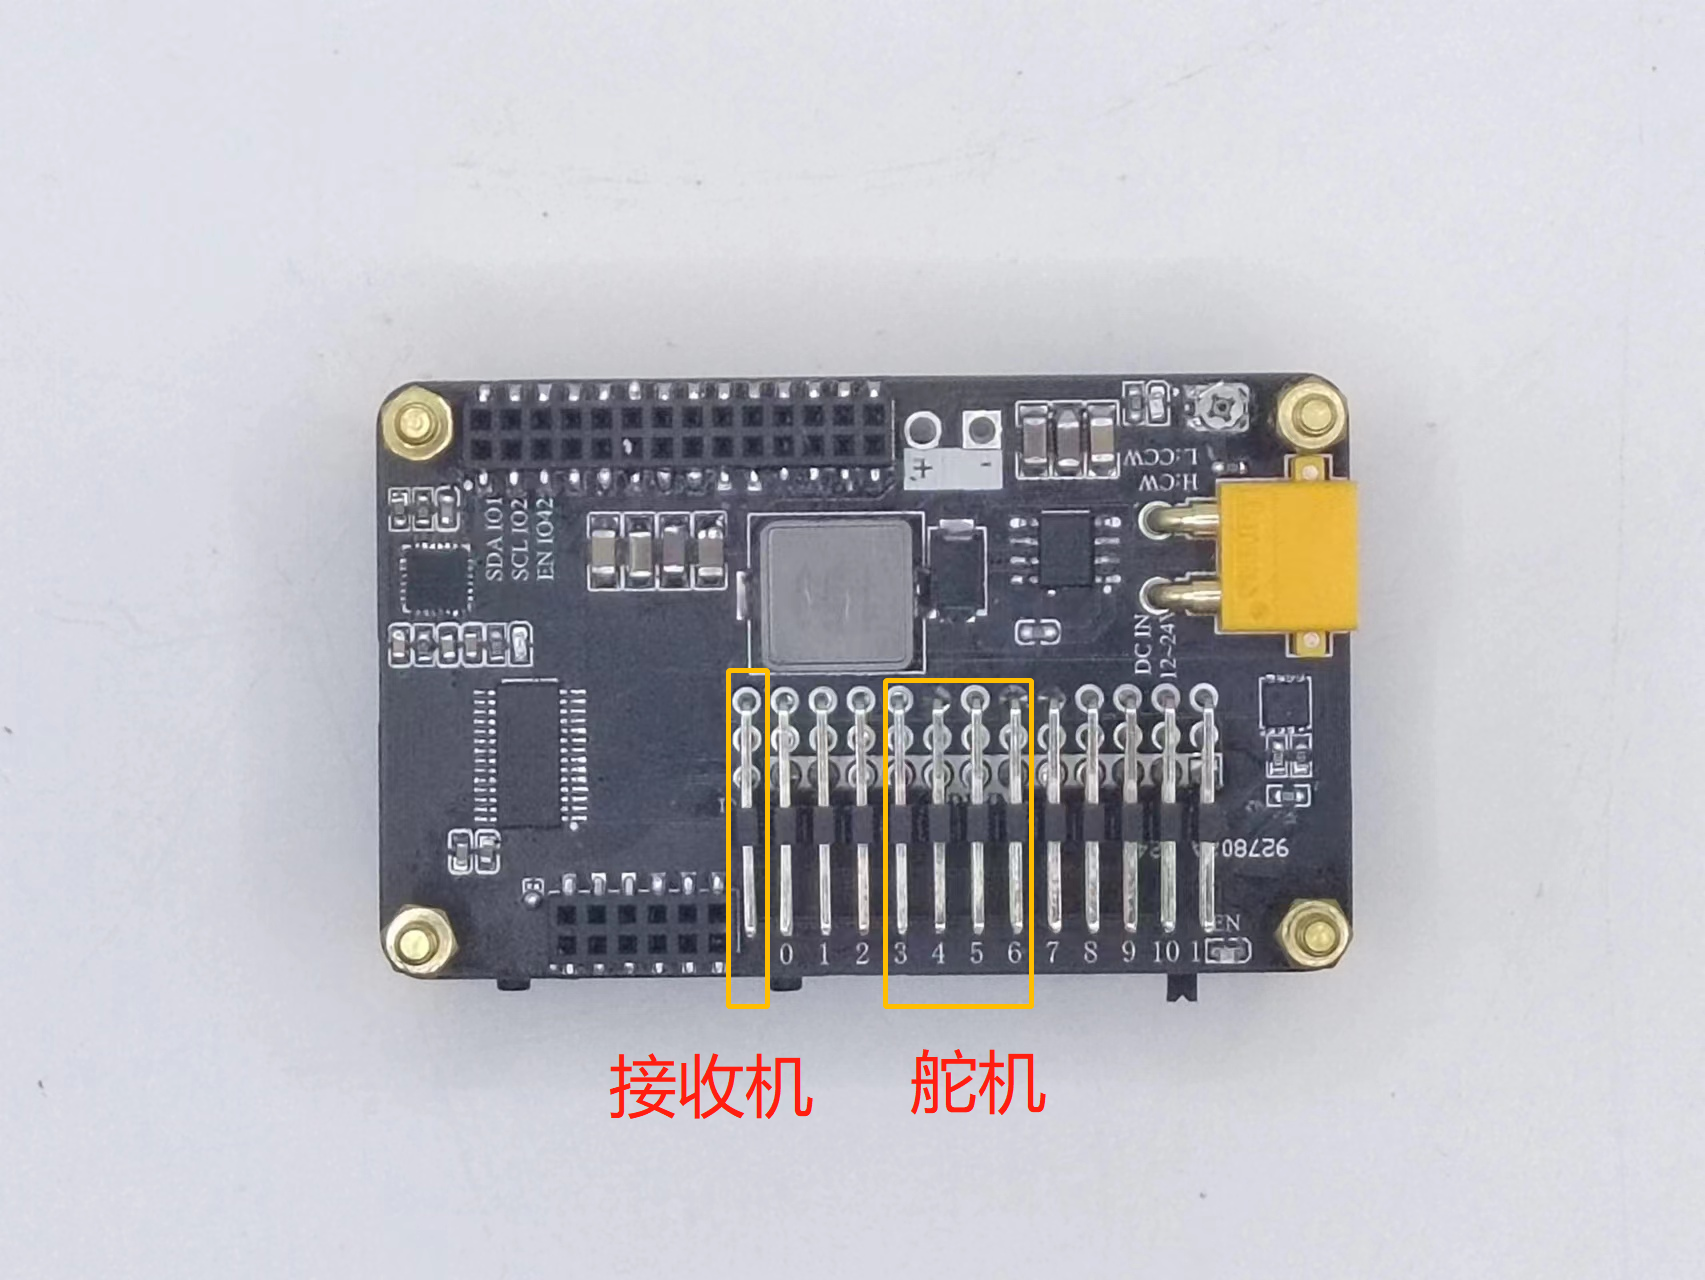 SDA IO1
SCL IO2
EN IO42
+ -
L:CCW
H:CW
DC IN
12~24V
EN
0 1 2 3 4 5 6 7 8 9 10 1
接收机 舵机